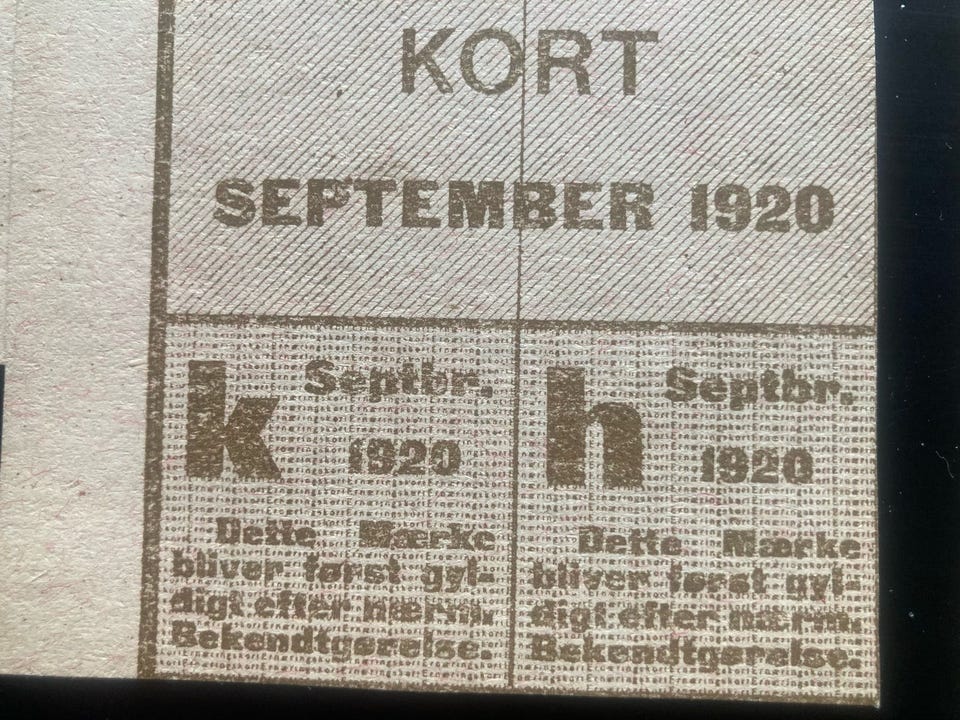 KORT
SEPTEMBER 1920
k Septbr.
1920
Dette Mærke
bliver først gyl-
digt efter nærm.
Bekendtgørelse.
h Septbr.
1920
Dette Mærke
bliver først gyl-
digt efter nærm.
Bekendtgørelse.